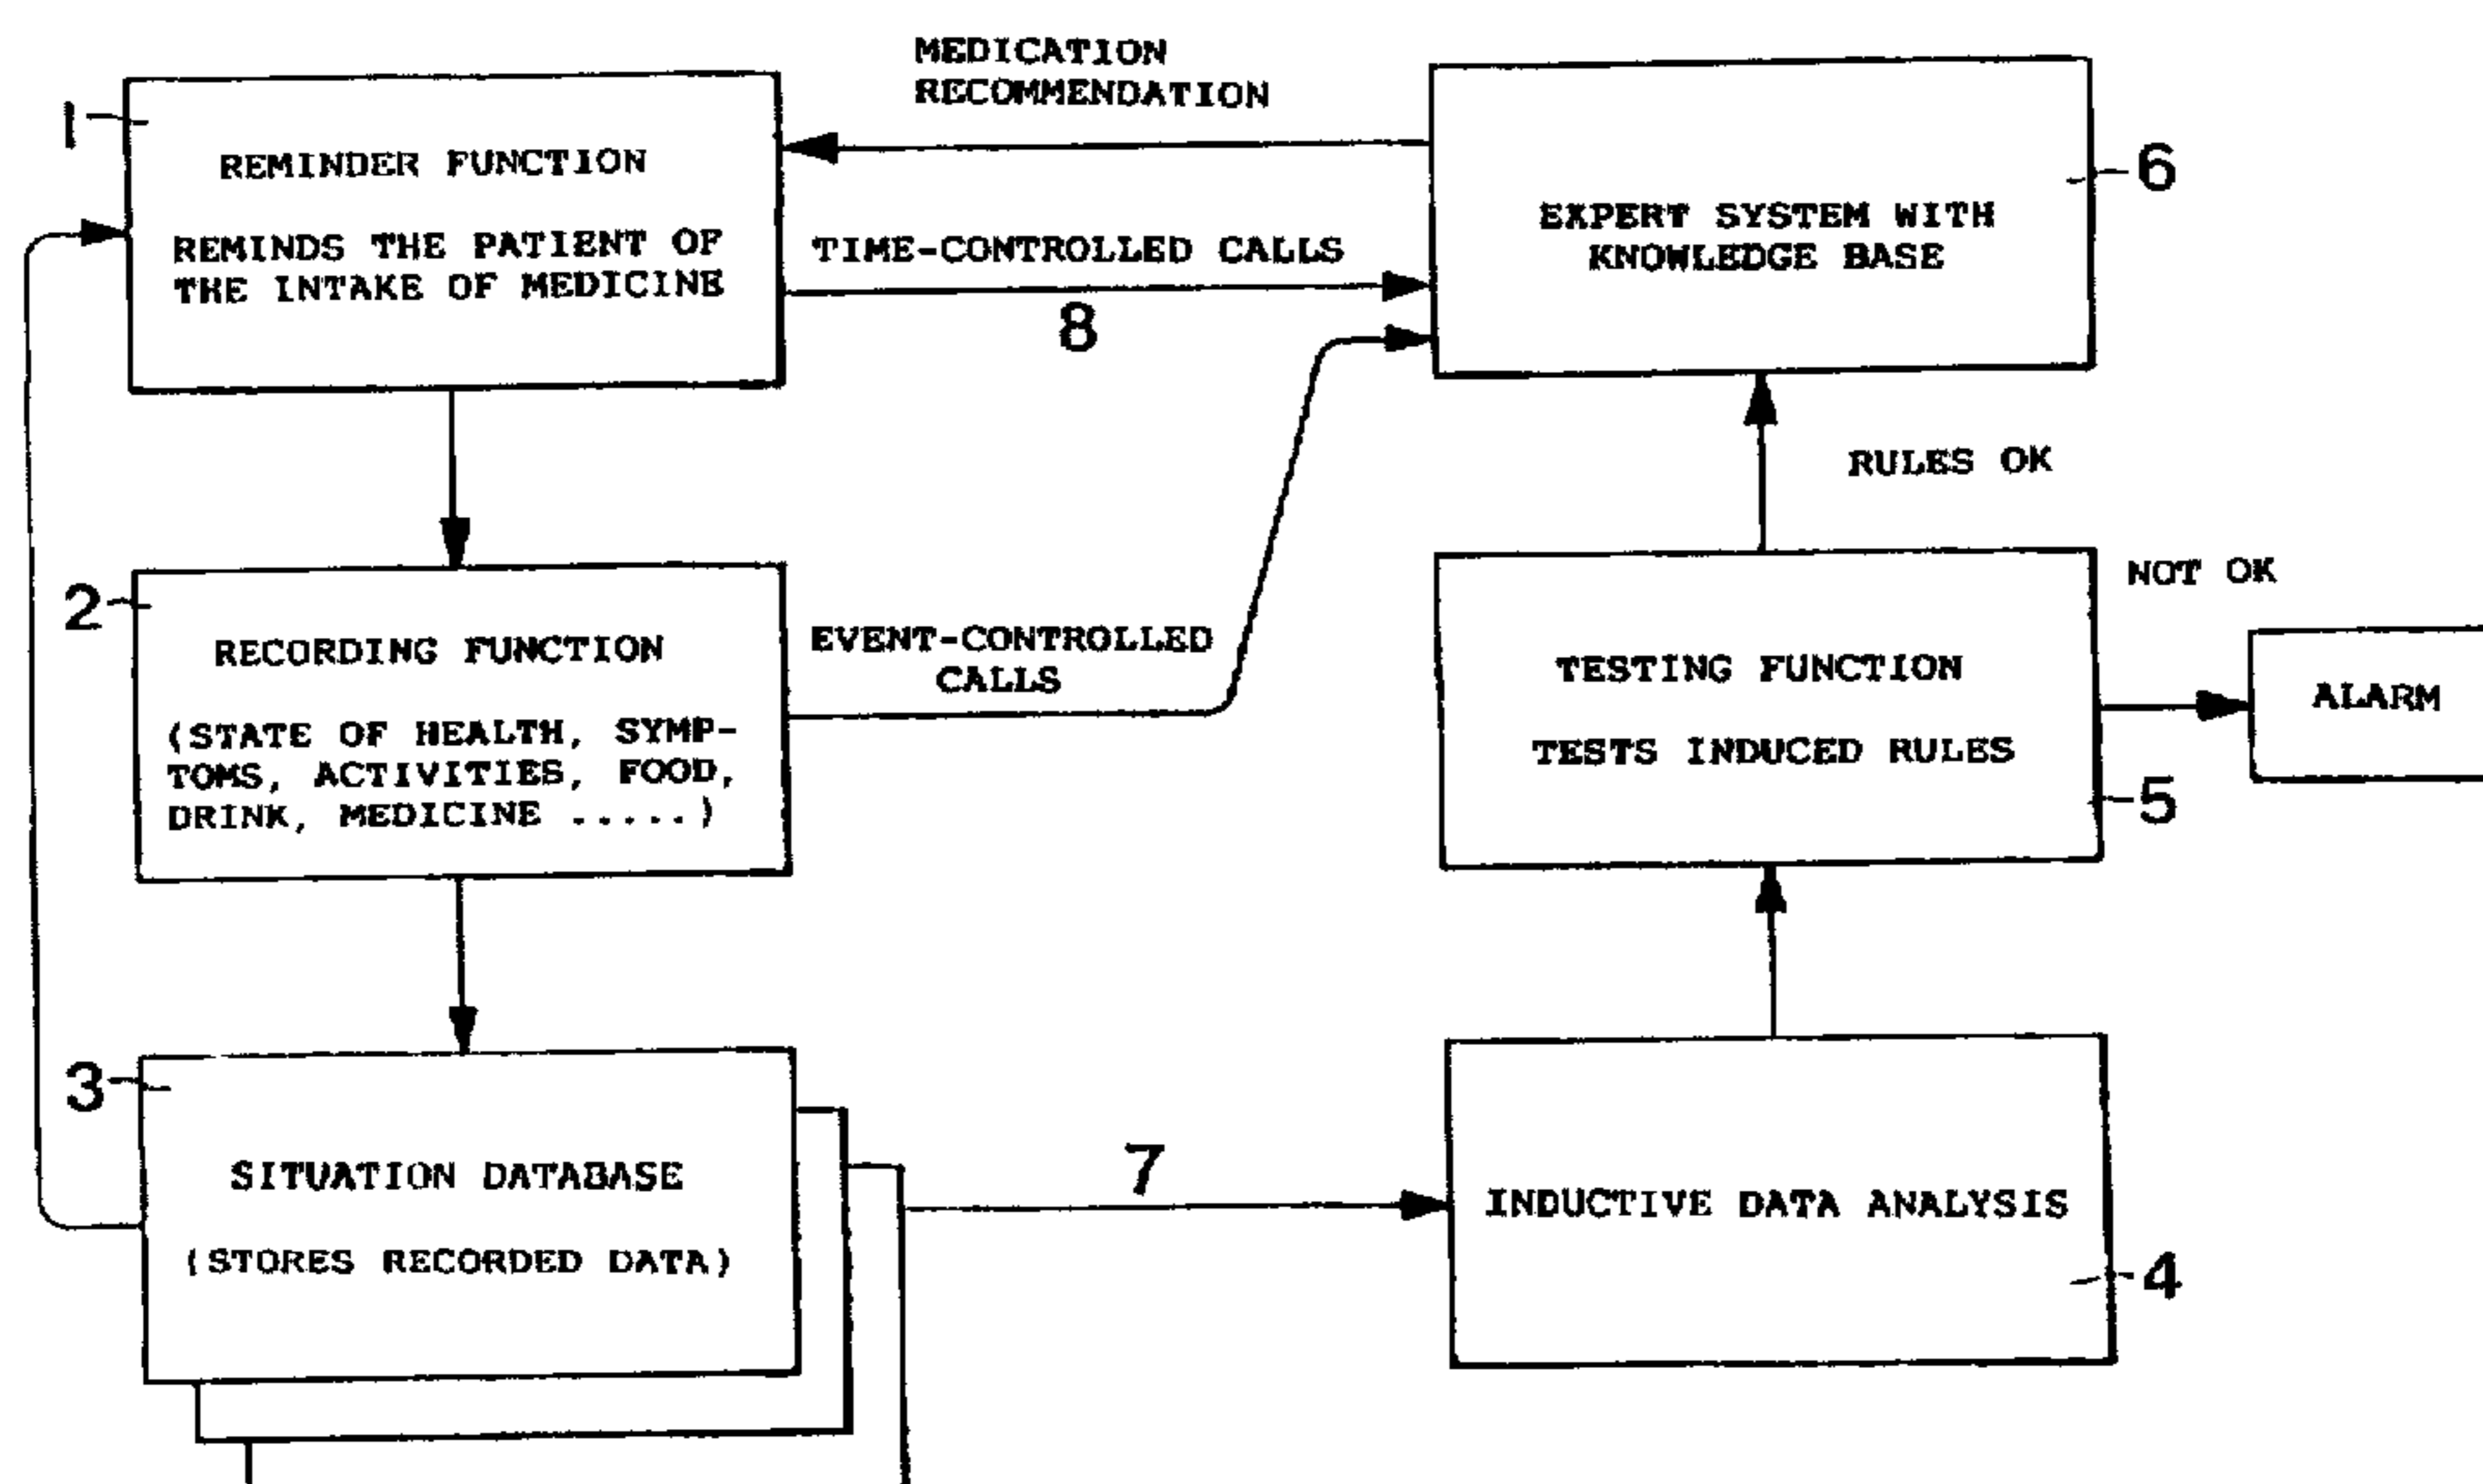 MEDICATION
RECOMMENDATION
1
REMINDER FUNCTION
REMINDS THE PATIENT OF
THE INTAKE OF MEDICINE
TIME-CONTROLLED CALLS
8
EXPERT SYSTEM WITH
KNOWLEDGE BASE
6
RULES OK
2
RECORDING FUNCTION
(STATE OF HEALTH, SYMP-
TOMS, ACTIVITIES, FOOD,
DRINK, MEDICINE .....)
EVENT-CONTROLLED
CALLS
TESTING FUNCTION
TESTS INDUCED RULES
5
NOT OK
ALARM
3
SITUATION DATABASE
(STORES RECORDED DATA)
7
INDUCTIVE DATA ANALYSIS
4